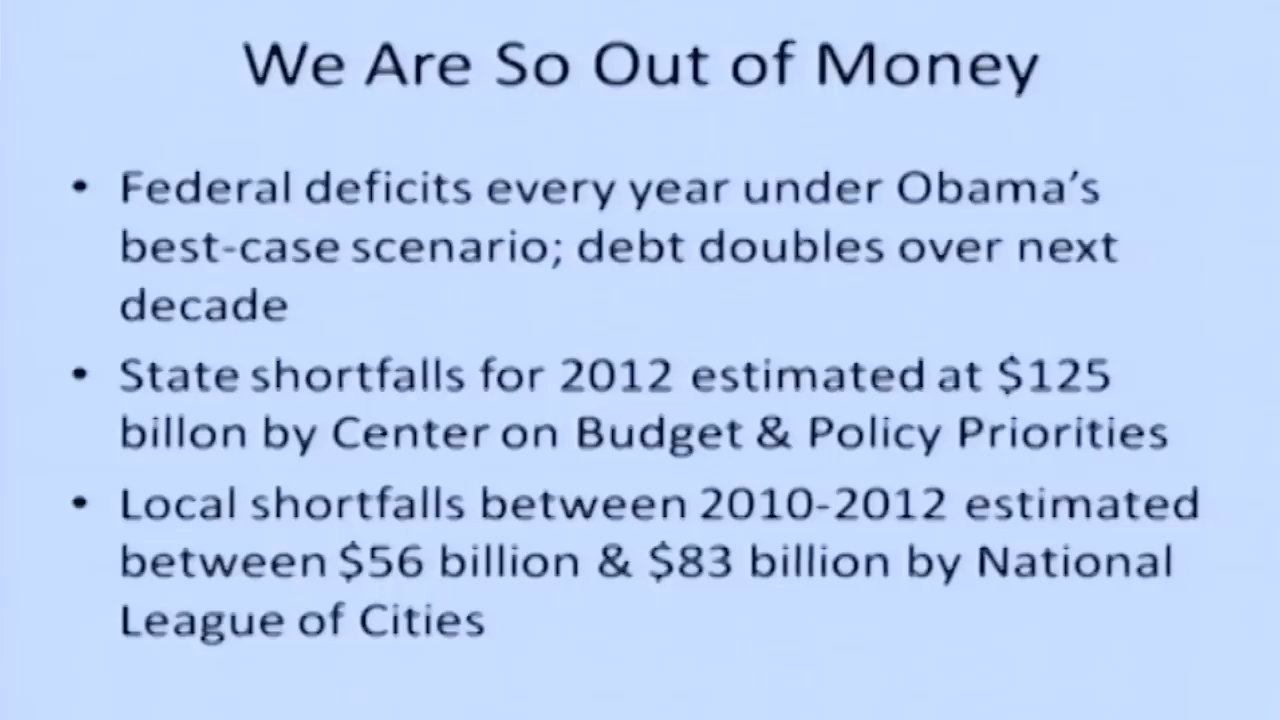 We Are So Out of Money
• Federal deficits every year under Obama's
best-case scenario; debt doubles over next
decade
• State shortfalls for 2012 estimated at $125
billon by Center on Budget & Policy Priorities
• Local shortfalls between 2010-2012 estimated
between $56 billion & $83 billion by National
League of Cities